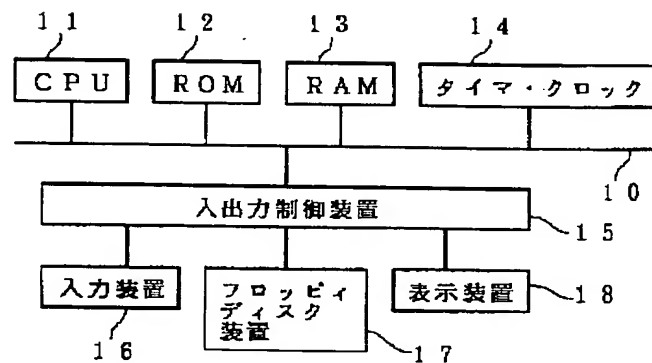 11
12
13
14
CPU
ROM
RAM
タイマ・クロック
10
入出力制御装置
15
入力装置
フロッピィ
ディスク
装置
表示装置
18
16
17